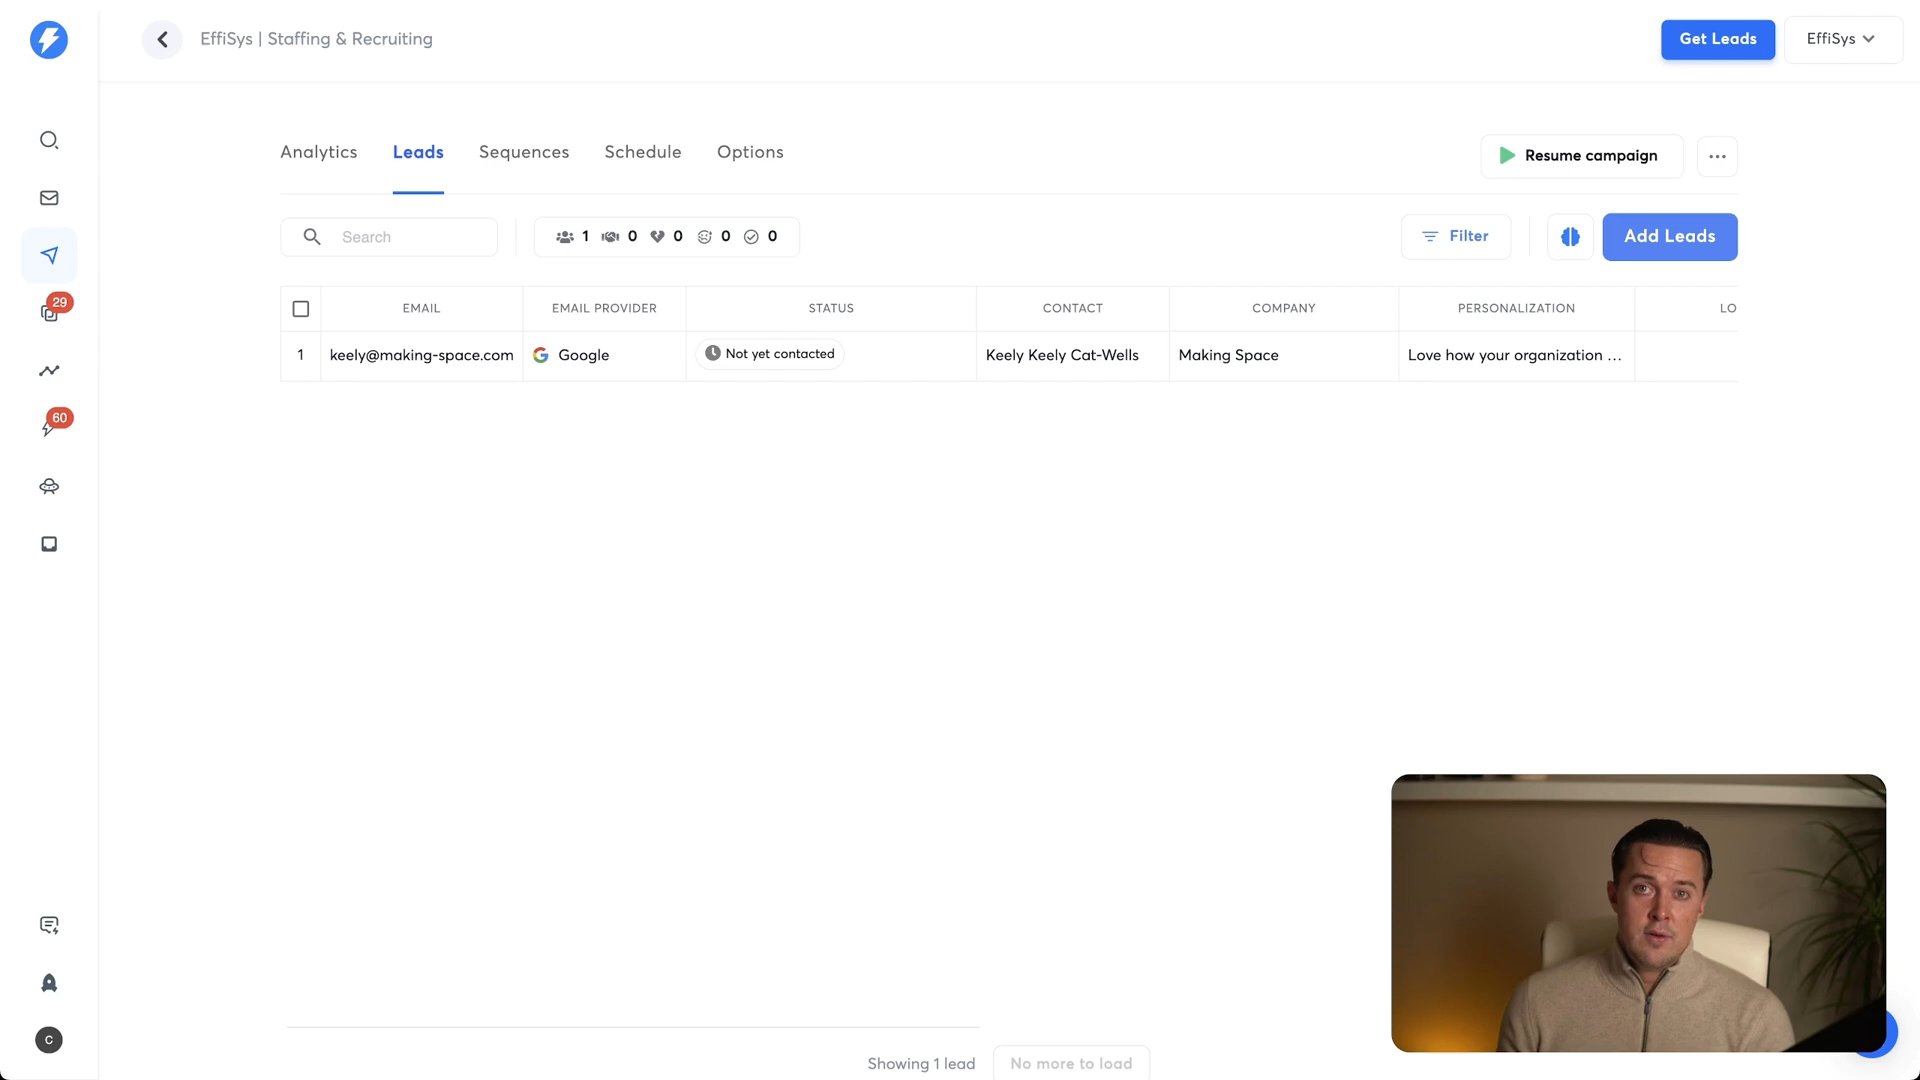 EffiSys | Staffing & Recruiting
Get Leads
EffiSys
Analytics
Leads
Sequences
Schedule
Options
Resume campaign
Search
1 0 0 0 0
Filter
Add Leads
EMAIL
EMAIL PROVIDER
STATUS
CONTACT
COMPANY
PERSONALIZATION
LO
1
keely@making-space.com
Google
Not yet contacted
Keely Keely Cat-Wells
Making Space
Love how your organization ...
29
60
C
Showing 1 lead
No more to load